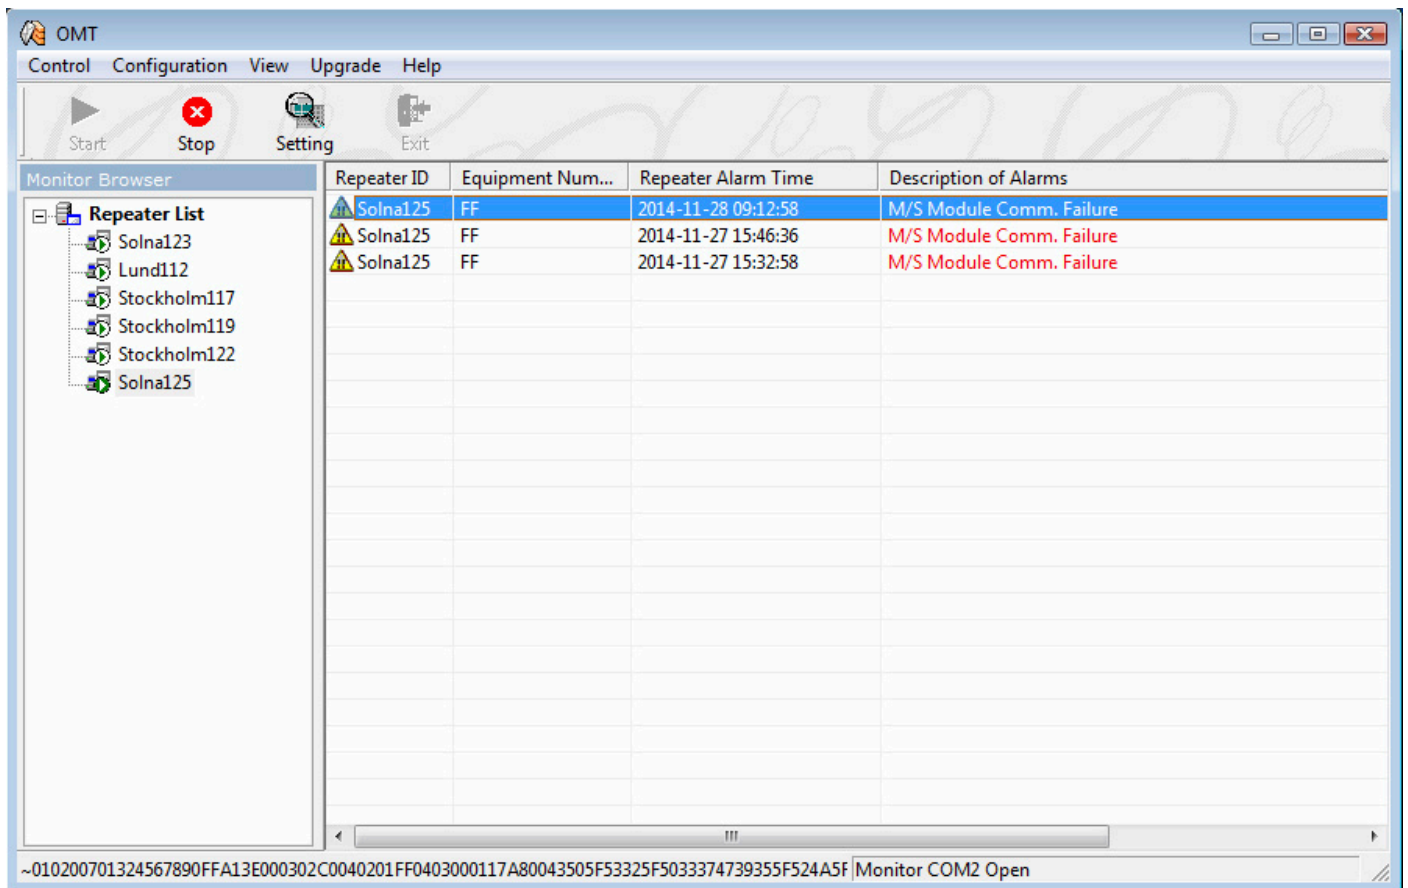 OMT
Control Configuration View Upgrade Help
Start Stop Setting Exit
Monitor Browser
Repeater List
Solna123
Lund112
Stockholm117
Stockholm119
Stockholm122
Solna125
Repeater ID Equipment Num... Repeater Alarm Time Description of Alarms
Solna125 FF 2014-11-28 09:12:58 M/S Module Comm. Failure
Solna125 FF 2014-11-27 15:46:36 M/S Module Comm. Failure
Solna125 FF 2014-11-27 15:32:58 M/S Module Comm. Failure
~010200701324567890FFA13E000302C0040201FF0403000117A80043505F53325F5033374739355F524A5F Monitor COM2 Open